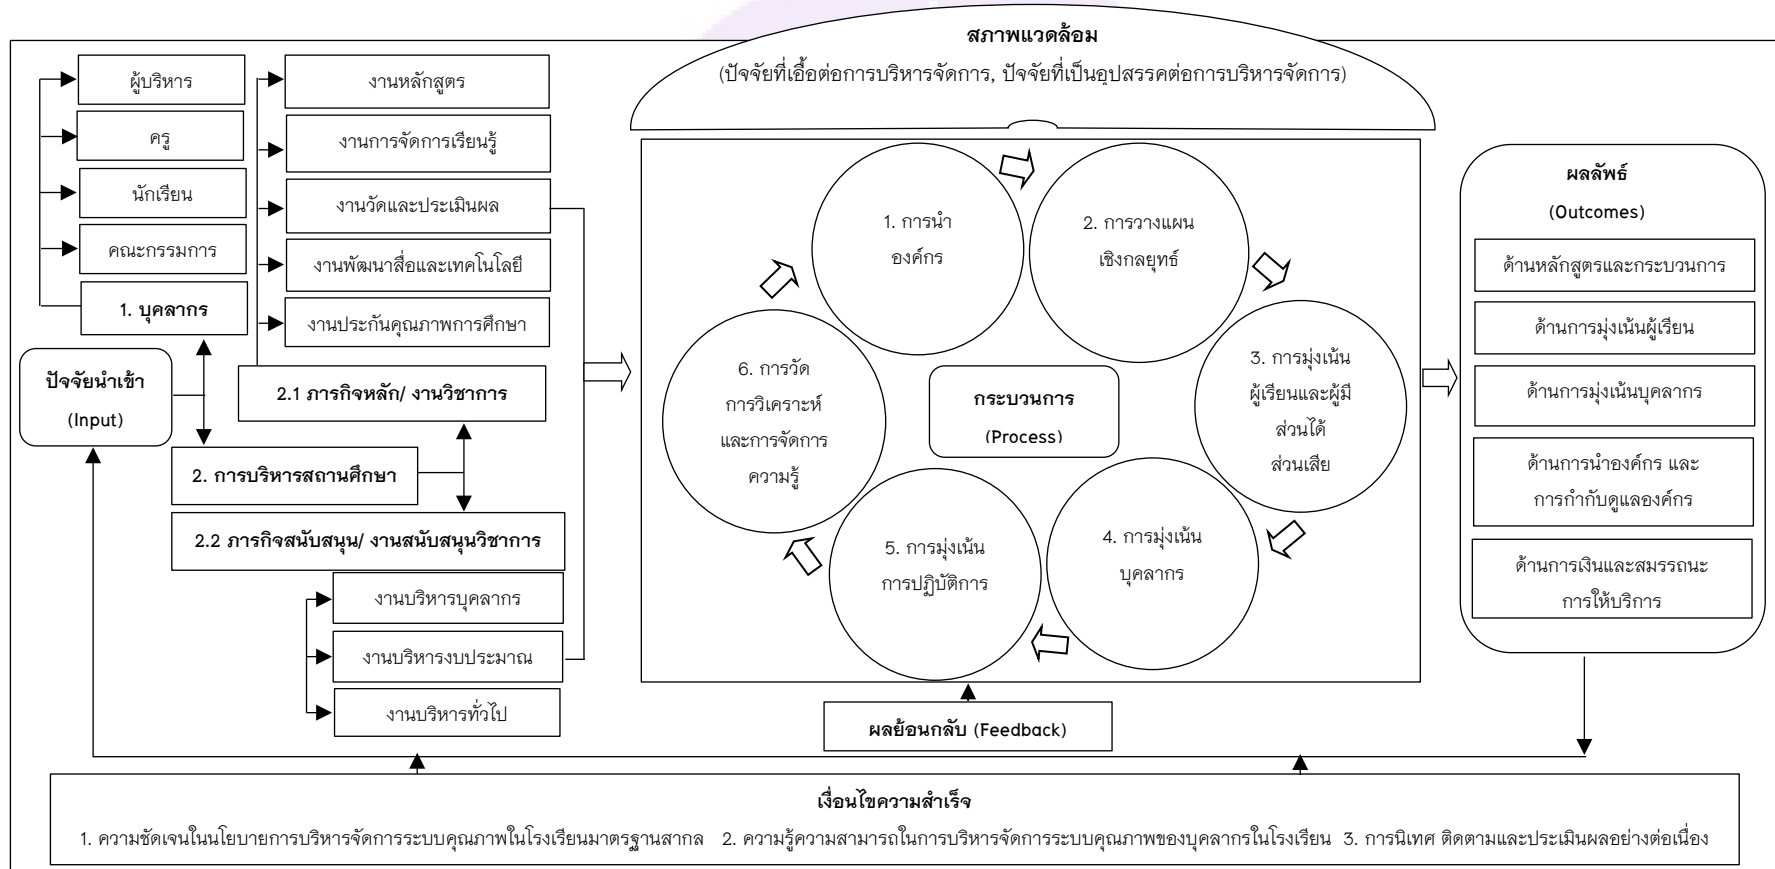 สภาพแวดล้อม
(ปัจจัยที่เอื้อต่อการบริหารจัดการ, ปัจจัยที่เป็นอุปสรรคต่อการบริหารจัดการ)
ผู้บริหาร
ครู
นักเรียน
คณะกรรมการ
1. บุคลากร
ปัจจัยนำเข้า
(Input)
งานหลักสูตร
งานการจัดการเรียนรู้
งานวัดและประเมินผล
งานพัฒนาสื่อและเทคโนโลยี
งานประกันคุณภาพการศึกษา
2.1 ภารกิจหลัก/ งานวิชาการ
2. การบริหารสถานศึกษา
2.2 ภารกิจสนับสนุน/ งานสนับสนุนวิชาการ
งานบริหารบุคลากร
งานบริหารงบประมาณ
งานบริหารทั่วไป
1. การนำ
องค์กร
2. การวางแผน
เชิงกลยุทธ์
3. การมุ่งเน้น
ผู้เรียนและผู้มี
ส่วนได้
ส่วนเสีย
4. การมุ่งเน้น
บุคลากร
5. การมุ่งเน้น
การปฏิบัติการ
6. การวัด
การวิเคราะห์
และการจัดการ
ความรู้
กระบวนการ
(Process)
ผลลัพธ์
(Outcomes)
ด้านหลักสูตรและกระบวนการ
ด้านการมุ่งเน้นผู้เรียน
ด้านการมุ่งเน้นบุคลากร
ด้านการนำองค์กร และ
การกำกับดูแลองค์กร
ด้านการเงินและสมรรถนะ
การให้บริการ
ผลย้อนกลับ (Feedback)
เงื่อนไขความสำเร็จ
1. ความชัดเจนในนโยบายการบริหารจัดการระบบคุณภาพในโรงเรียนมาตรฐานสากล 2. ความรู้ความสามารถในการบริหารจัดการระบบคุณภาพของบุคลากรในโรงเรียน 3. การนิเทศ ติดตามและประเมินผลอย่างต่อเนื่อง